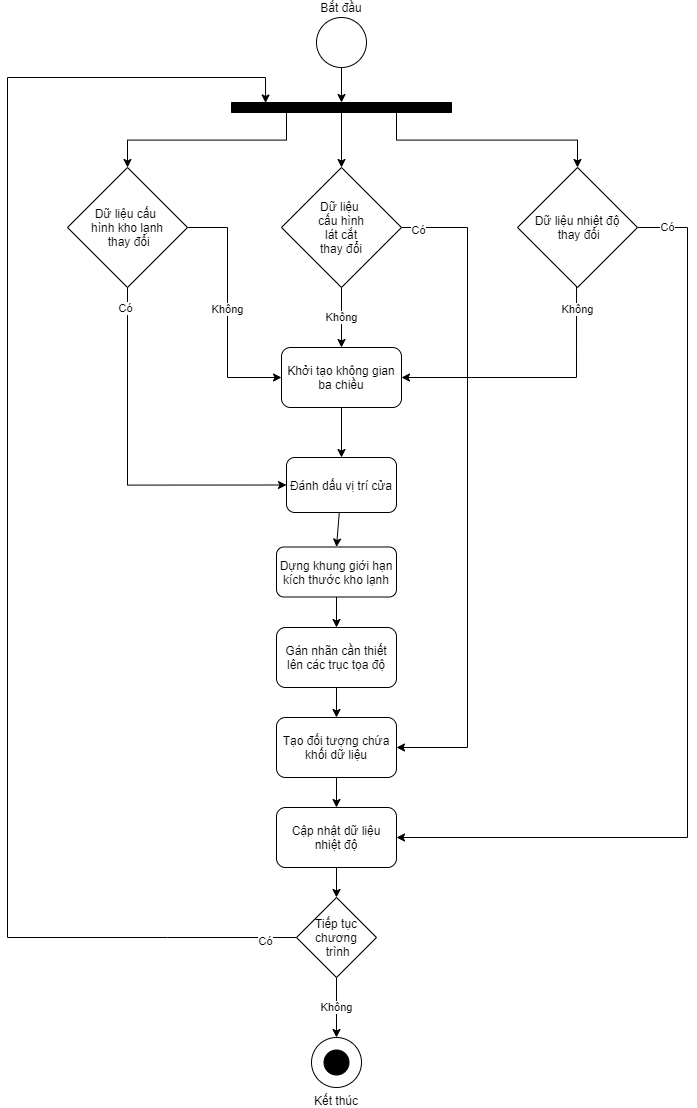 Bắt đầu
Dữ liệu cấu
hình kho lạnh
thay đổi
Dữ liệu
cấu hình
lát cắt
thay đổi
Dữ liệu nhiệt độ
thay đổi
Có
Có
Có
Không
Không
Không
Khởi tạo không gian
ba chiều
Đánh dấu vị trí cửa
Dựng khung giới hạn
kích thước kho lạnh
Gán nhãn cần thiết
lên các trục tọa độ
Tạo đối tượng chứa
khối dữ liệu
Cập nhật dữ liệu
nhiệt độ
Tiếp tục
chương
trình
Có
Không
Kết thúc